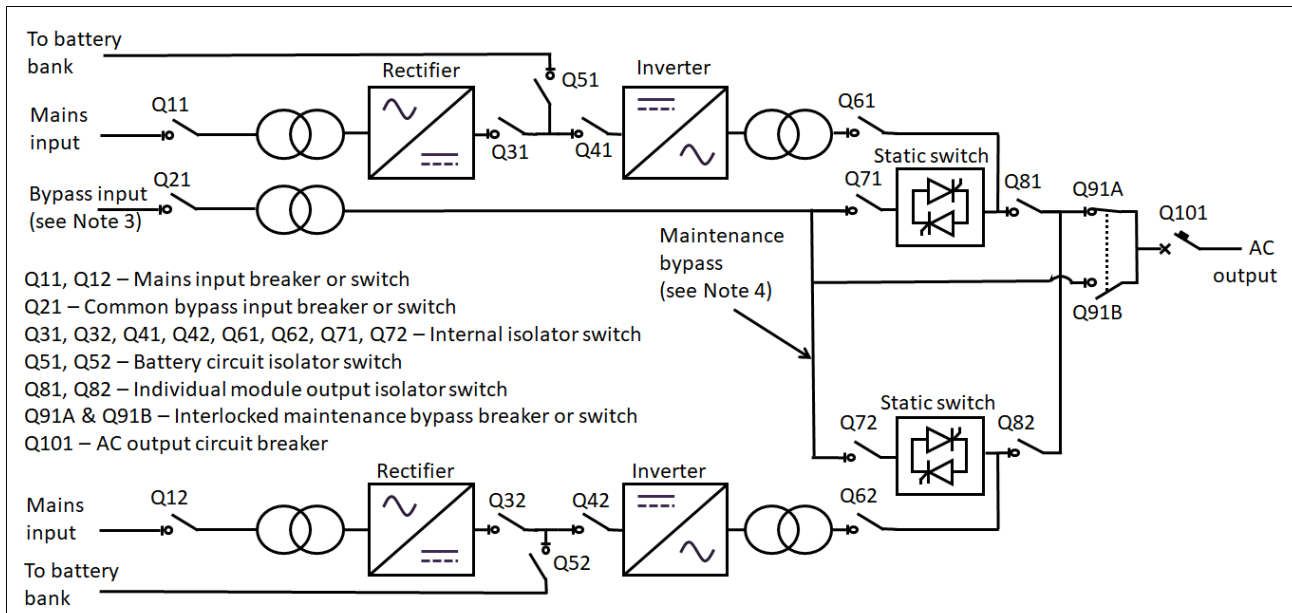 To battery
bank
Rectifier
Inverter
Q51
Q61
Q11
Mains
input
Q31
Q41
Static switch
Q21
Q71
Q81
Q91A
Bypass input
(see Note 3)
Q101
Maintenance
bypass
(see Note 4)
AC
output
Q91B
Q11, Q12 – Mains input breaker or switch
Q21 – Common bypass input breaker or switch
Q31, Q32, Q41, Q42, Q61, Q62, Q71, Q72 – Internal isolator switch
Q51, Q52 – Battery circuit isolator switch
Q81, Q82 – Individual module output isolator switch
Q91A & Q91B – Interlocked maintenance bypass breaker or switch
Q101 – AC output circuit breaker
Static switch
Q72
Q82
Rectifier
Inverter
Mains
input
Q12
Q32
Q42
Q62
Q52
To battery
bank